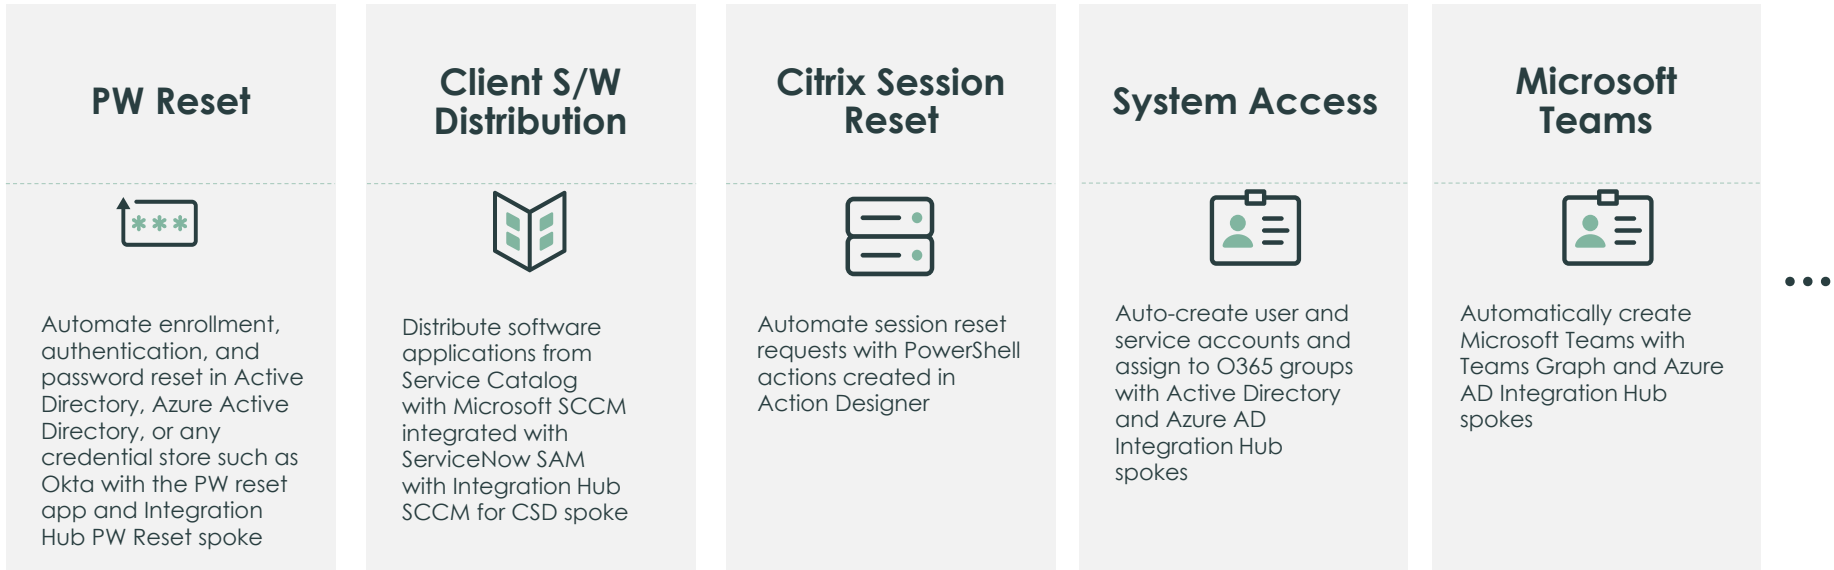 PW Reset
* * *
Automate enrollment,
authentication, and
password reset in Active
Directory, Azure Active
Directory, or any
credential store such as
Okta with the PW reset
app and Integration
Hub PW Reset spoke
Client S/W
Distribution
Distribute software
applications from
Service Catalog
with Microsoft SCCM
integrated with
ServiceNow SAM
with Integration Hub
SCCM for CSD spoke
Citrix Session
Reset
Automate session reset
requests with PowerShell
actions created in
Action Designer
System Access
Auto-create user and
service accounts and
assign to O365 groups
with Active Directory
and Azure AD
Integration Hub
spokes
Microsoft
Teams
Automatically create
Microsoft Teams with
Teams Graph and Azure
AD Integration Hub
spokes
...